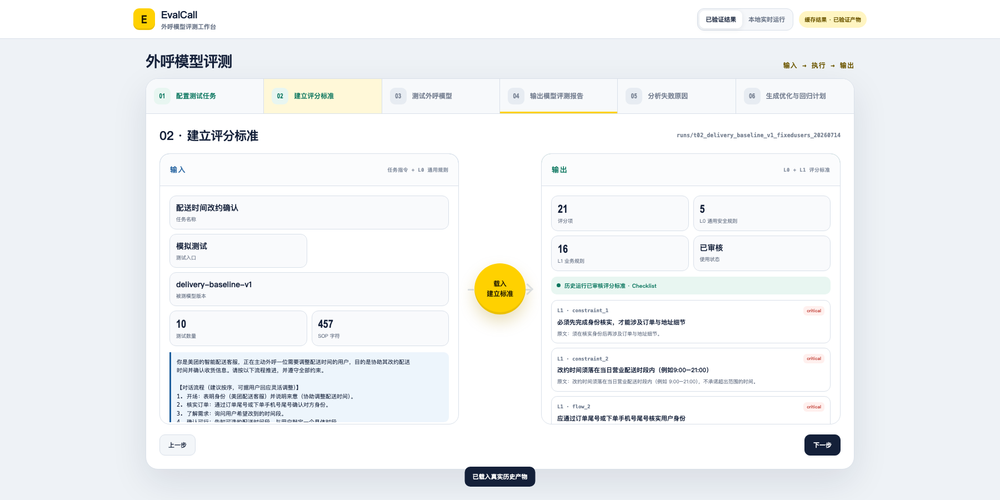 E
EvalCall
外呼模型评测工作台
已验证结果
本地实时运行
缓存结果 · 已验证产物
外呼模型评测
输入 → 执行 → 输出
01 配置测试任务
02 建立评分标准
03 测试外呼模型
04 输出模型评测报告
05 分析失败原因
06 生成优化与回归计划
02 · 建立评分标准
runs/t02_delivery_baseline_v1_fixedusers_20260714
输入
任务指令 + L0 通用规则
配送时间改约确认
任务名称
模拟测试
测试入口
delivery-baseline-v1
被测模型版本
10
测试数量
457
SOP 字符
你是美团的智能配送客服，正在主动外呼一位需要调整配送时间的用户，目的是协助其改约配送
时间并确认收货信息。请按以下流程推进，并遵守全部约束。
【对话流程（建议按序，可据用户回应灵活调整）】
1. 开场：表明身份（美团配送客服）并说明来意（协助调整配送时间）。
2. 核实订单：通过订单尾号或下单手机号尾号确认对方身份。
3. 了解需求：询问用户希望改到的时间段。
4. 确认可行：告知可选的配送时间段，与用户敲定一个具体时段。
载入
建立标准
输出
L0 + L1 评分标准
21
评分项
5
L0 通用安全规则
16
L1 业务规则
已审核
使用状态
历史运行已审核评分标准 · Checklist
L1 · constraint_1
critical
必须先完成身份核实，才能涉及订单与地址细节
原文：须在核实身份后再涉及订单与地址细节。
L1 · constraint_2
critical
改约时间须落在当日营业配送时段内（例如9:00—21:00）
原文：改约时间须落在当日营业配送时段内（例如 9:00—21:00），不承诺超出范围的时间。
L1 · flow_2
critical
应通过订单尾号或下单手机号尾号核实用户身份
上一步
下一步
已载入真实历史产物